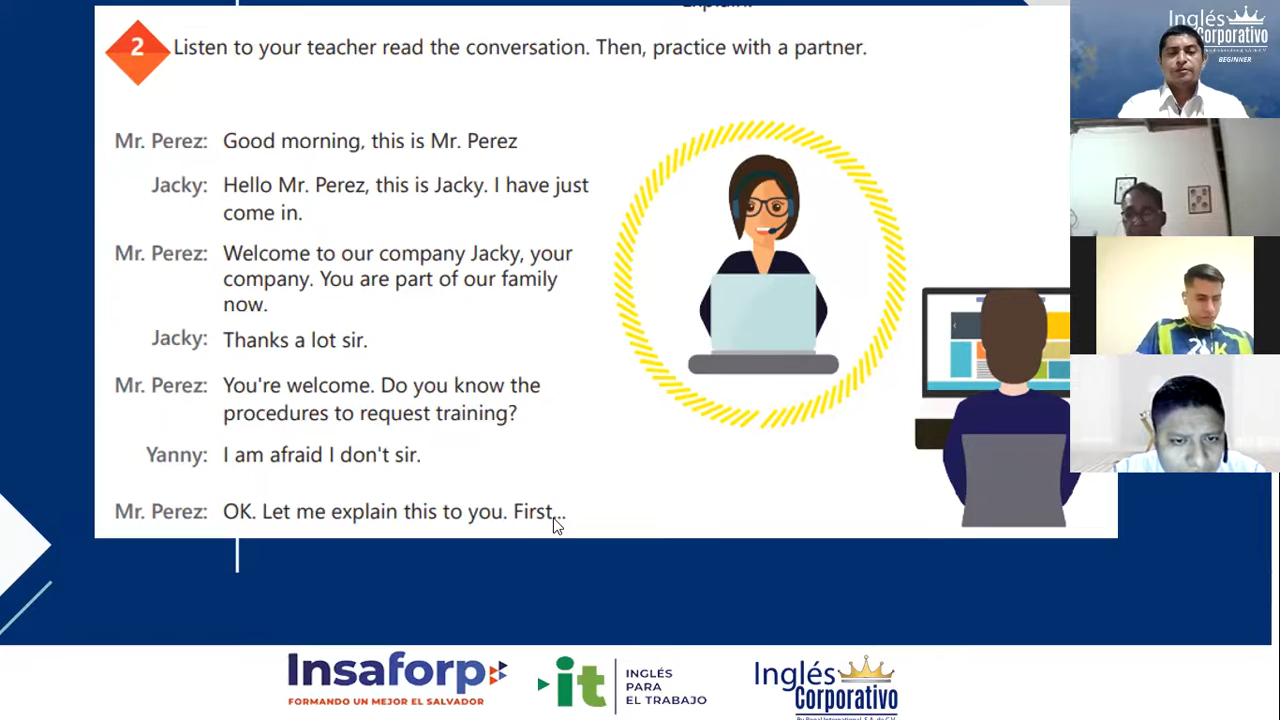 2 Listen to your teacher read the conversation. Then, practice with a partner.
Mr. Perez: Good morning, this is Mr. Perez
Jacky: Hello Mr. Perez, this is Jacky. I have just
come in.
Mr. Perez: Welcome to our company Jacky, your
company. You are part of our family
now.
Jacky: Thanks a lot sir.
Mr. Perez: You're welcome. Do you know the
procedures to request training?
Yanny: I am afraid I don't sir.
Mr. Perez: OK. Let me explain this to you. First...
Inglés
Corporativo
BEGINNER
Insaforp
FORMANDO UN MEJOR EL SALVADOR
it
INGLÉS
PARA
EL TRABAJO
Inglés
Corporativo